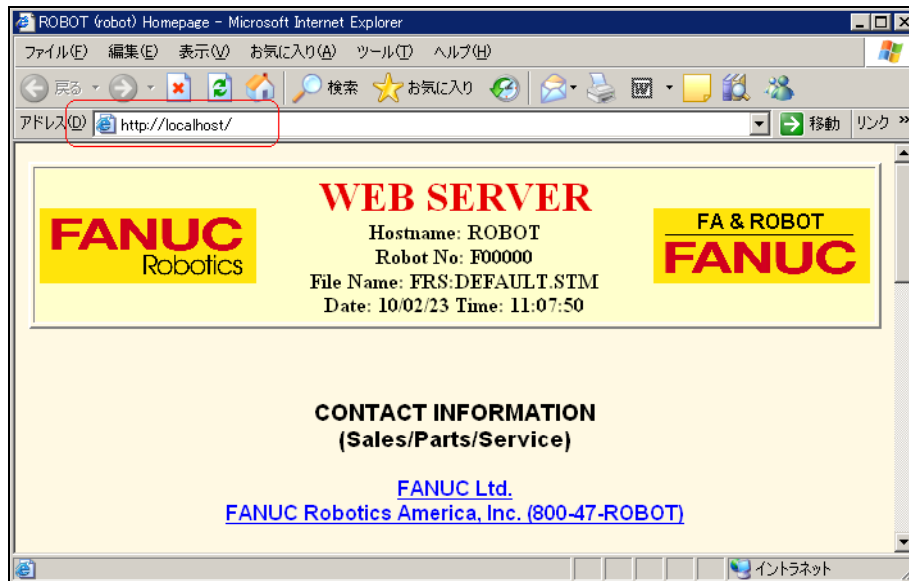 ROBOT (robot) Homepage - Microsoft Internet Explorer
ファイル(F) 編集(E) 表示(V) お気に入り(A) ツール(T) ヘルプ(H)
戻る 検索 お気に入り
アドレス(D) http://localhost/ 移動 リンク »
WEB SERVER
FANUC
Robotics
Hostname: ROBOT
Robot No: F00000
File Name: FRS:DEFAULT.STM
Date: 10/02/23 Time: 11:07:50
FA & ROBOT
FANUC
CONTACT INFORMATION
(Sales/Parts/Service)
FANUC Ltd.
FANUC Robotics America, Inc. (800-47-ROBOT)
イントラネット